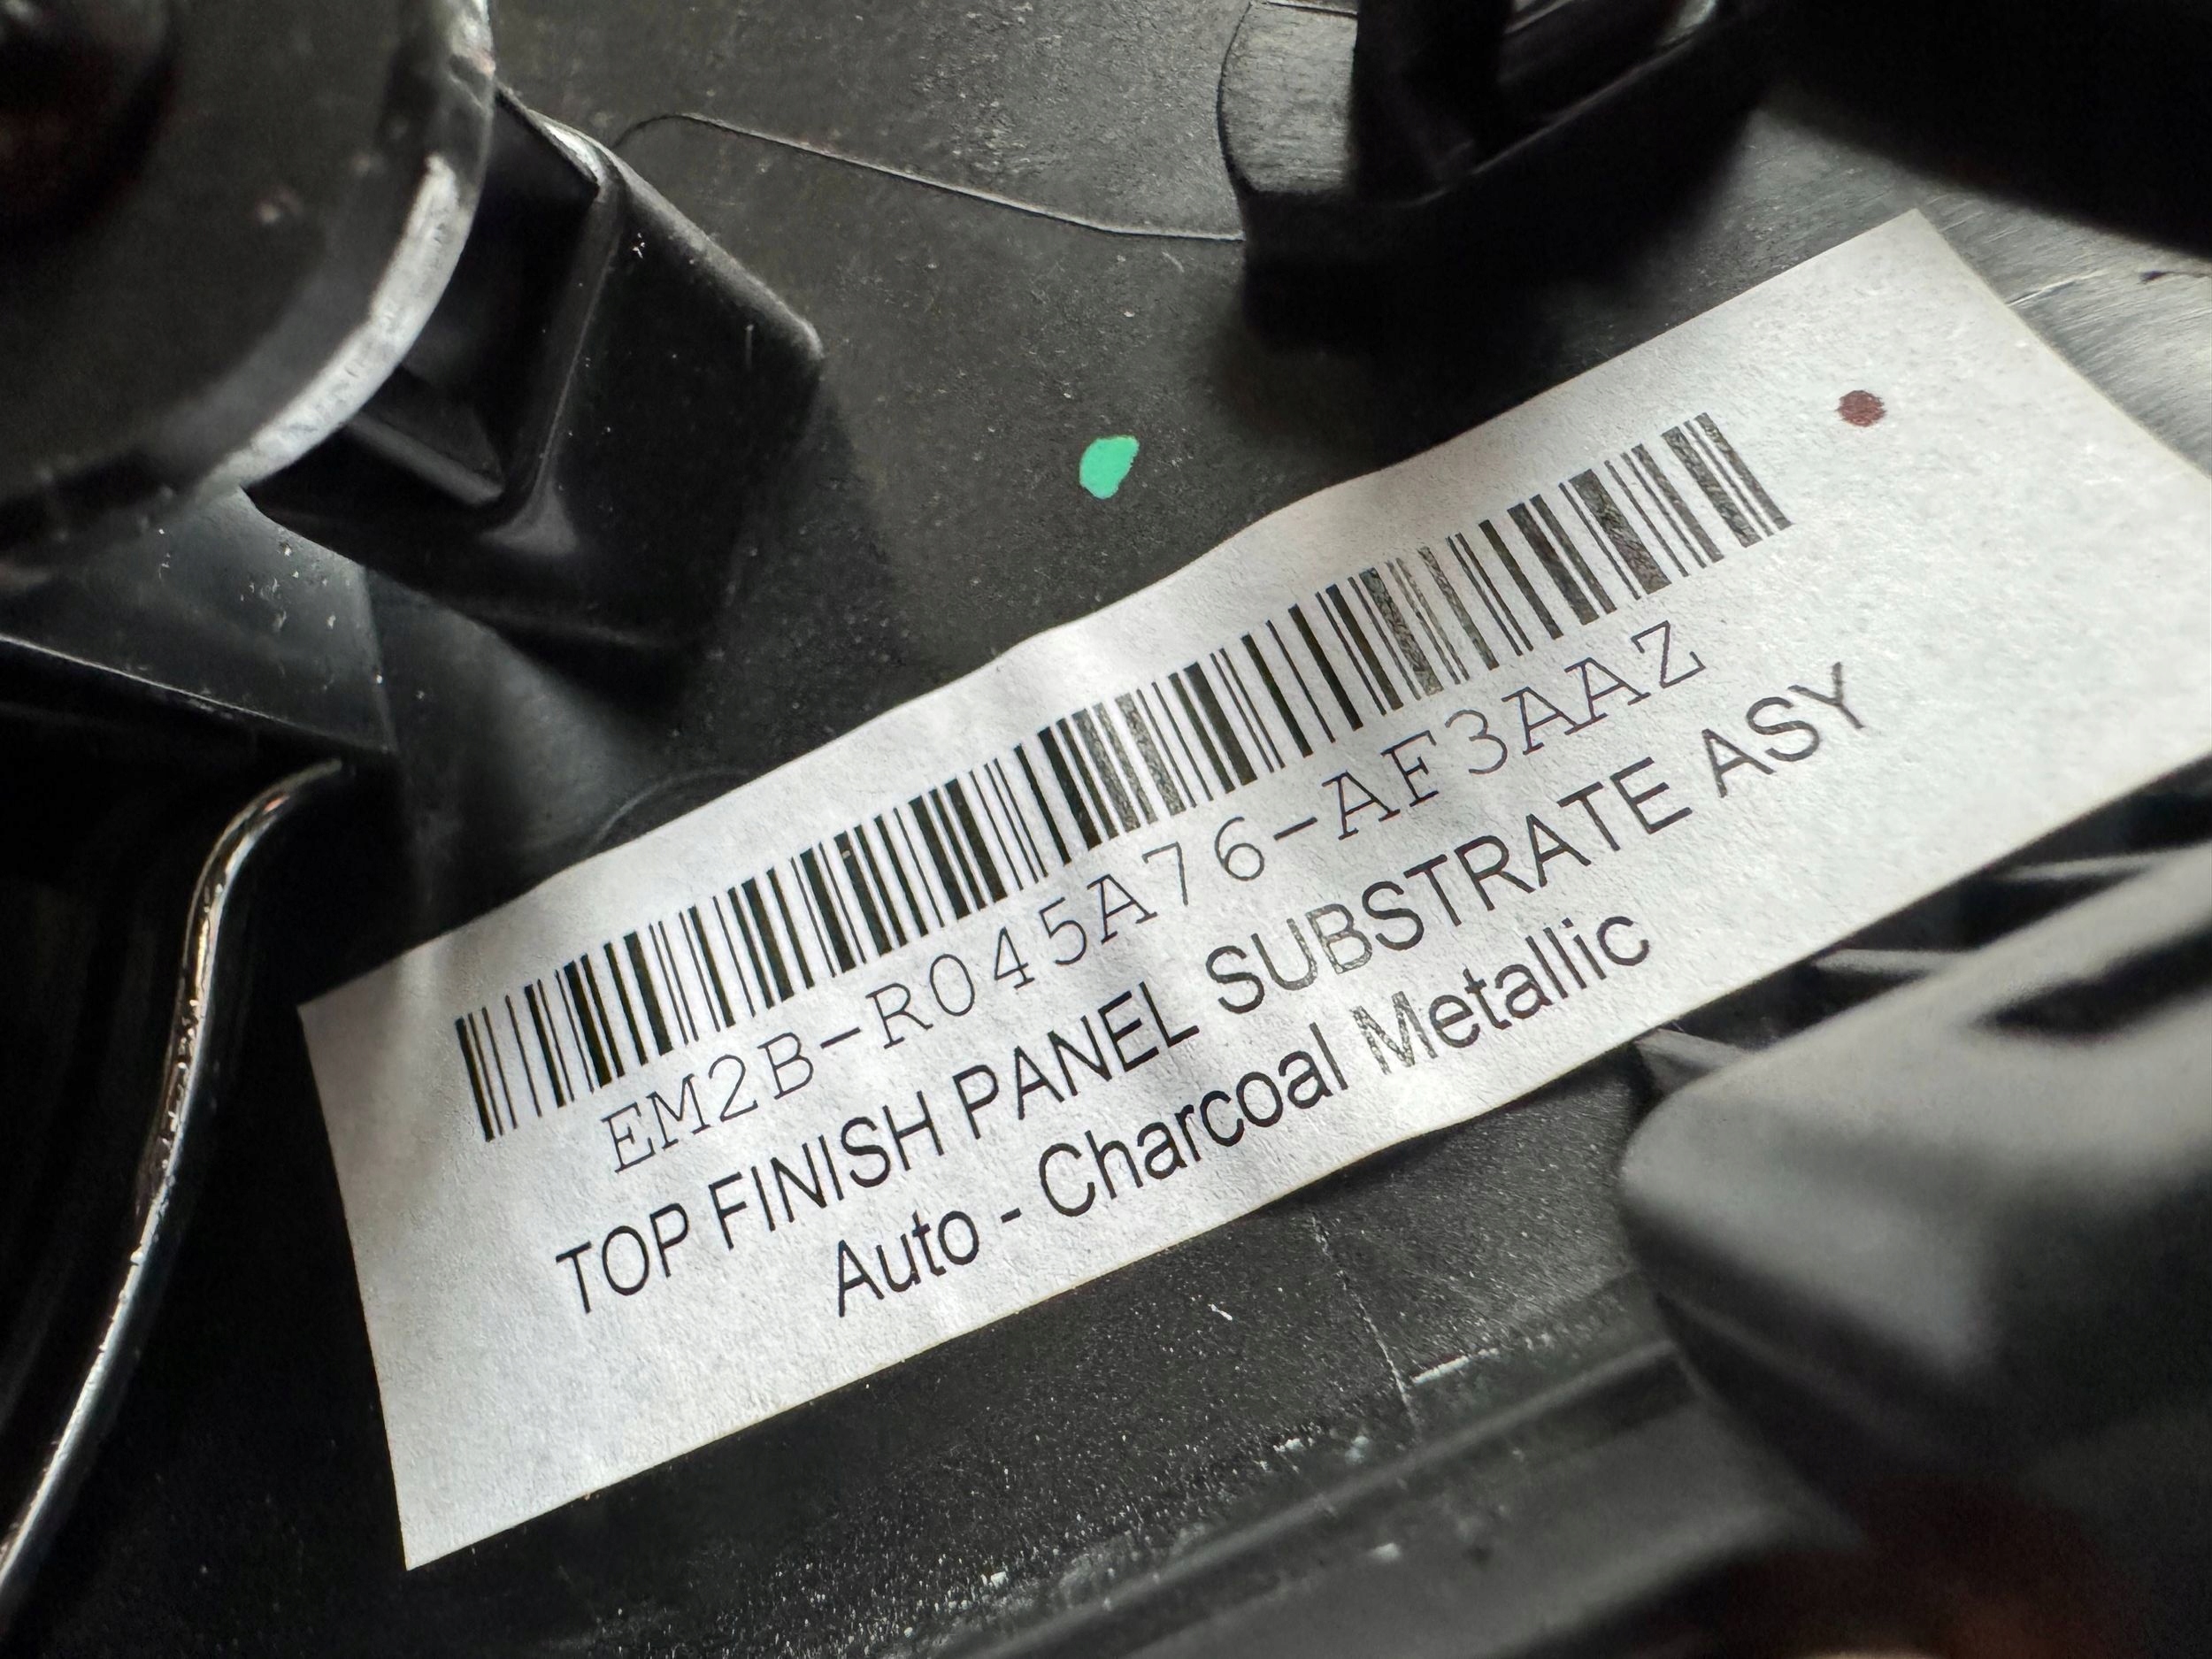 EM2B-R045A76-AF3AAZ
TOP FINISH PANEL SUBSTRATE ASY
Auto - Charcoal Metallic